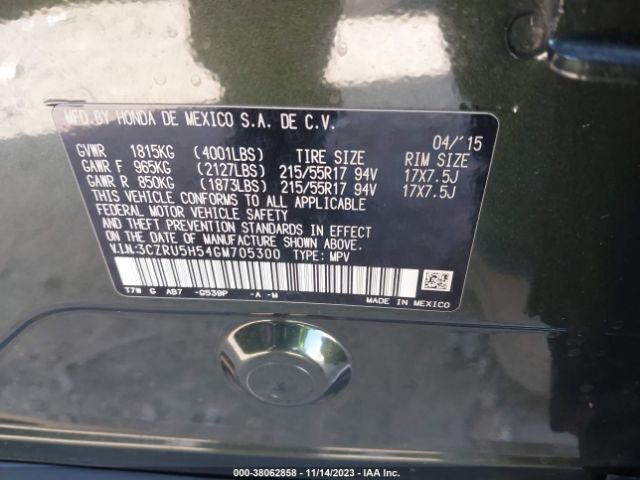 MFD.BY HONDA DE MEXICO S.A. DE C.V.
04/'15
GVWR 1815KG (4001LBS) TIRE SIZE RIM SIZE
GAWR F 965KG (2127LBS) 215/55R17 94V 17X7.5J
GAWR R 850KG (1873LBS) 215/55R17 94V 17X7.5J
THIS VEHICLE CONFORMS TO ALL APPLICABLE
FEDERAL MOTOR VEHICLE SAFETY
AND THEFT PREVENTION STANDARDS IN EFFECT
ON THE DATE OF MANUFACTURE SHOWN ABOVE.
V.I.N.:3CZRU5H54GM705300 TYPE: MPV
T7W G AB7 -G539P -A -M
MADE IN MEXICO
000-38062858 - 11/14/2023 - IAA Inc.